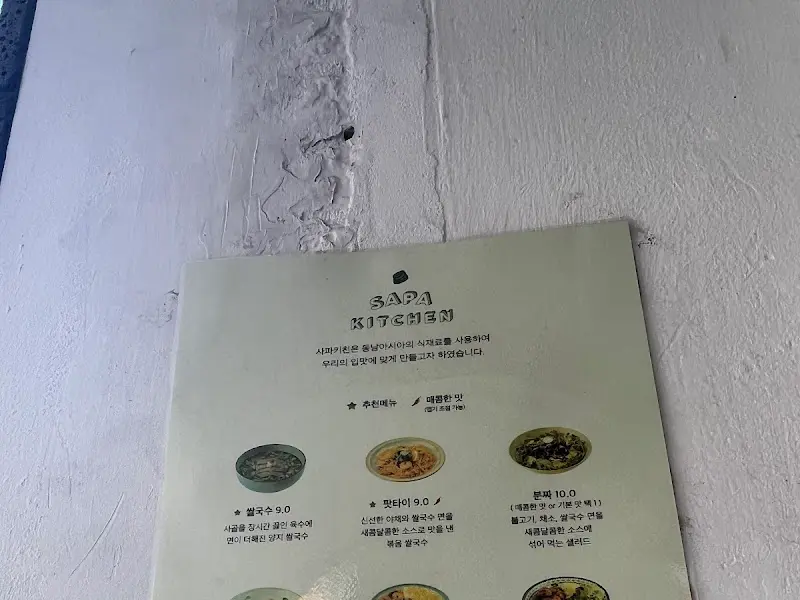 SAPA
KITCHEN
사파키친은 동남아시아의 식재료를 사용하여
우리의 입맛에 맞게 만들고자 하였습니다.
추천메뉴
매콤한 맛
(맵기 조절 가능)
쌀국수 9.0
사골을 장시간 끓인 육수에
면이 더해진 양지 쌀국수
팟타이 9.0
신선한 야채와 쌀국수 면을
새콤달콤한 소스로 맛을 낸
볶음 쌀국수
분짜 10.0
( 매콤한 맛 or 기본 맛 택 1 )
불고기, 채소, 쌀국수 면을
새콤달콤한 소스에
섞어 먹는 샐러드